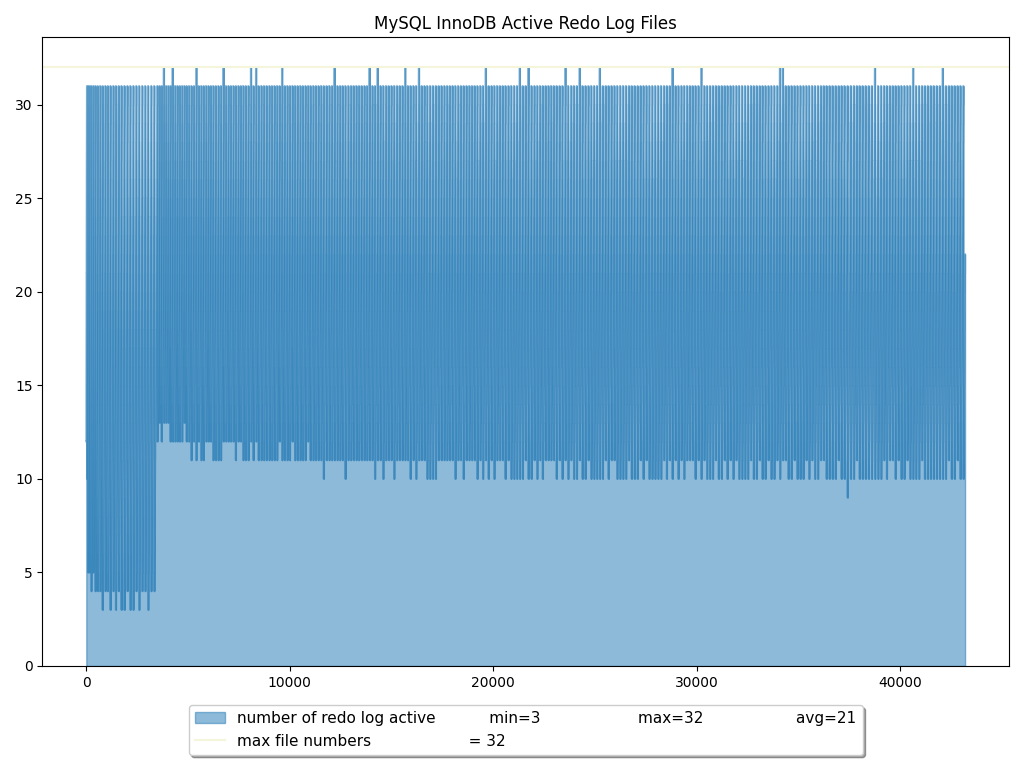 MySQL InnoDB Active Redo Log Files
30
25
20
15
10
5
0
0 10000 20000 30000 40000
number of redo log active min=3 max=32 avg=21
max file numbers = 32